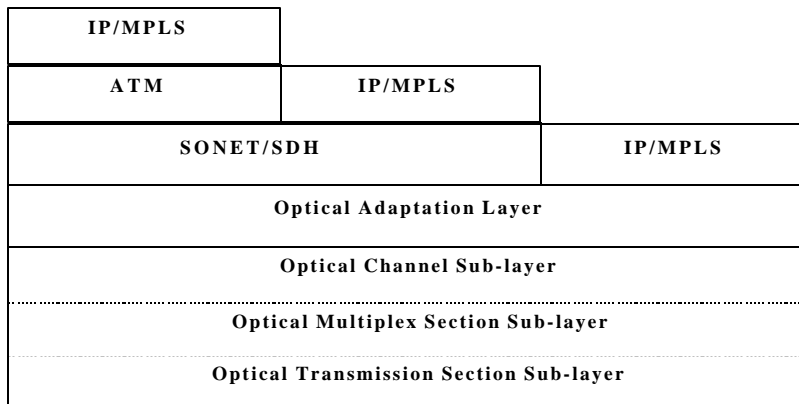 IP/MPLS
ATM IP/MPLS
SONET/SDH IP/MPLS
Optical Adaptation Layer
Optical Channel Sub-layer
Optical Multiplex Section Sub-layer
Optical Transmission Section Sub-layer